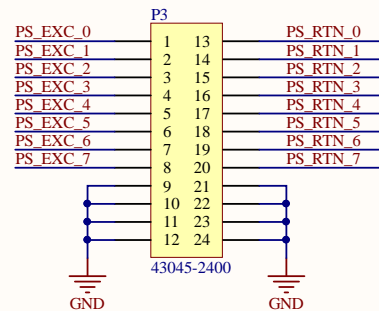 P3
PS_EXC_0 1 13 PS_RTN_0
PS_EXC_1 2 14 PS_RTN_1
PS_EXC_2 3 15 PS_RTN_2
PS_EXC_3 4 16 PS_RTN_3
PS_EXC_4 5 17 PS_RTN_4
PS_EXC_5 6 18 PS_RTN_5
PS_EXC_6 7 19 PS_RTN_6
PS_EXC_7 8 20 PS_RTN_7
9 21
10 22
11 23
12 24
43045-2400
GND GND